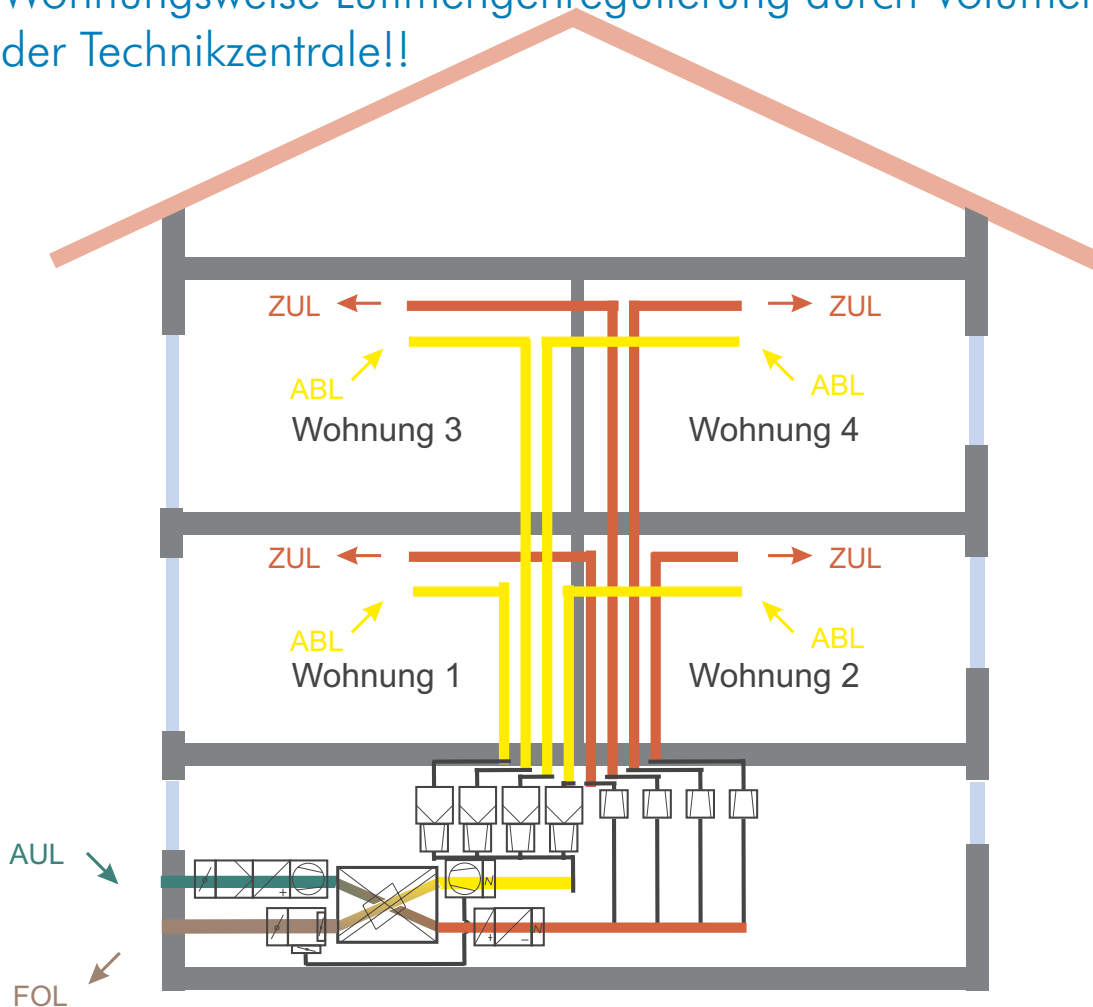 der Technikzentrale!!
ZUL ZUL
ABL ABL
Wohnung 3 Wohnung 4
ZUL ZUL
ABL ABL
Wohnung 1 Wohnung 2
AUL
+ N
+ − N
FOL